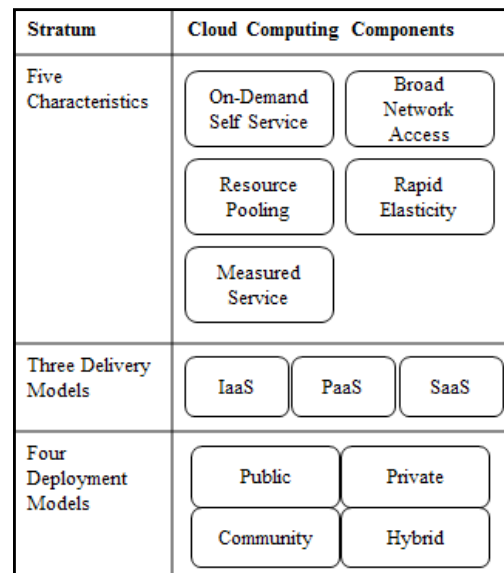 Stratum
Cloud Computing Components
Five
Characteristics
On-Demand
Self Service
Broad
Network
Access
Resource
Pooling
Rapid
Elasticity
Measured
Service
Three Delivery
Models
IaaS
PaaS
SaaS
Four
Deployment
Models
Public
Private
Community
Hybrid